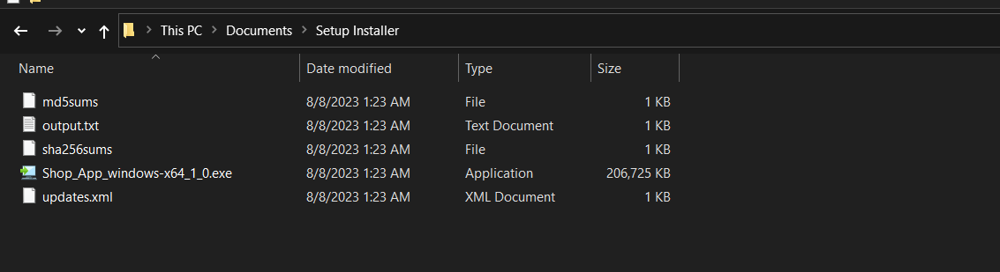 This PC > Documents > Setup Installer
Name Date modified Type Size
md5sums 8/8/2023 1:23 AM File 1 KB
output.txt 8/8/2023 1:23 AM Text Document 1 KB
sha256sums 8/8/2023 1:23 AM File 1 KB
Shop_App_windows-x64_1_0.exe 8/8/2023 1:23 AM Application 206,725 KB
updates.xml 8/8/2023 1:23 AM XML Document 1 KB